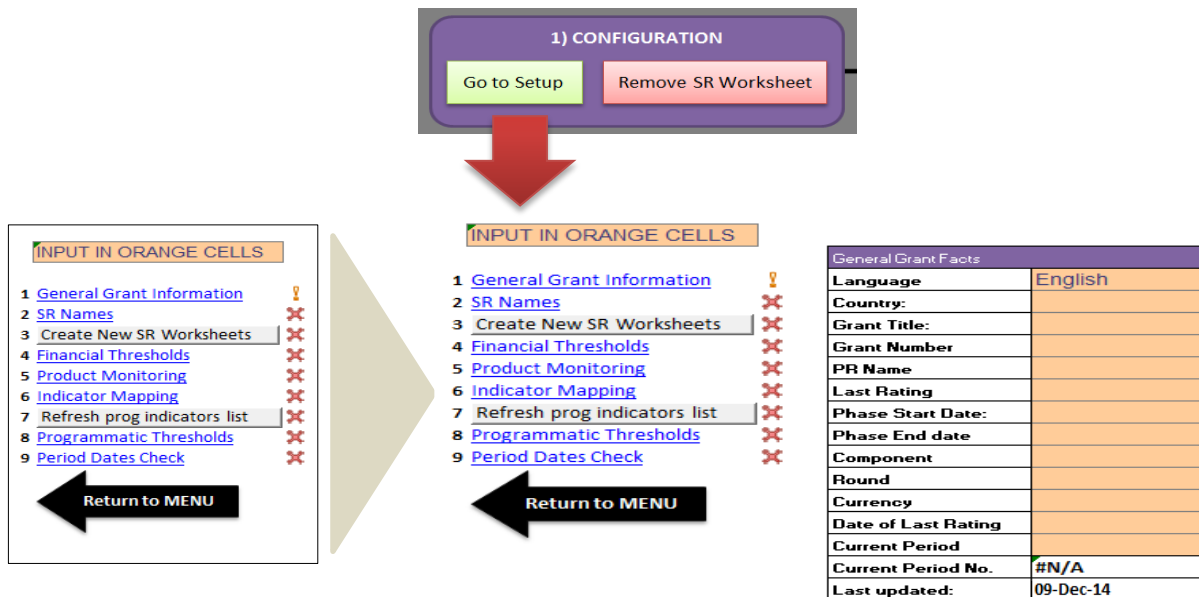 1) CONFIGURATION
Go to Setup
Remove SR Worksheet
INPUT IN ORANGE CELLS
1 General Grant Information
2 SR Names
3 Create New SR Worksheets
4 Financial Thresholds
5 Product Monitoring
6 Indicator Mapping
7 Refresh prog indicators list
8 Programmatic Thresholds
9 Period Dates Check
Return to MENU
INPUT IN ORANGE CELLS
1 General Grant Information
2 SR Names
3 Create New SR Worksheets
4 Financial Thresholds
5 Product Monitoring
6 Indicator Mapping
7 Refresh prog indicators list
8 Programmatic Thresholds
9 Period Dates Check
Return to MENU
General Grant Facts
Language English
Country:
Grant Title:
Grant Number
PR Name
Last Rating
Phase Start Date:
Phase End date
Component
Round
Currency
Date of Last Rating
Current Period
Current Period No. #N/A
Last updated: 09-Dec-14